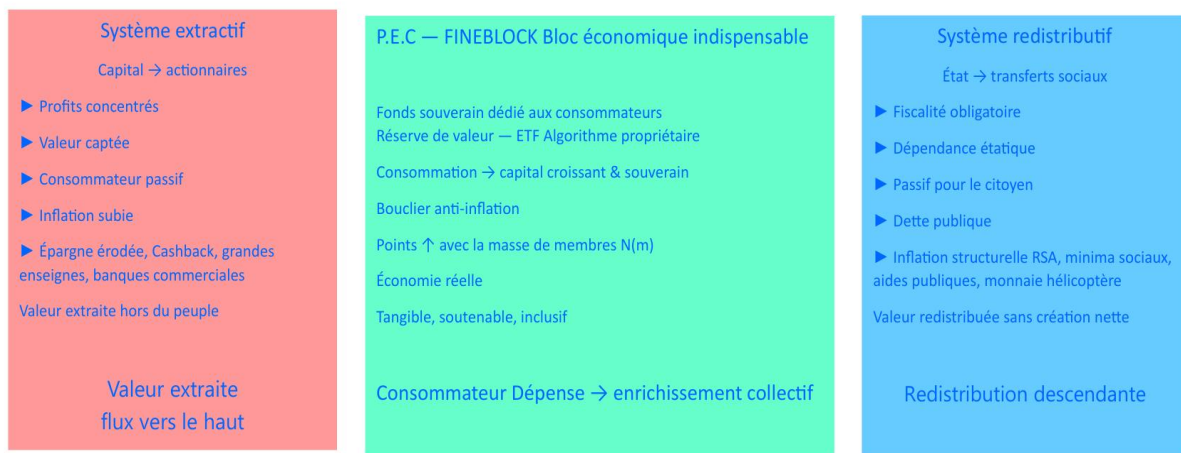 Système extractif
Capital → actionnaires
► Profits concentrés
► Valeur captée
► Consommateur passif
► Inflation subie
► Épargne érodée, Cashback, grandes
enseignes, banques commerciales
Valeur extraite hors du peuple
Valeur extraite
flux vers le haut
P.E.C — FINEBLOCK Bloc économique indispensable
Fonds souverain dédié aux consommateurs
Réserve de valeur — ETF Algorithme propriétaire
Consommation → capital croissant & souverain
Bouclier anti-inflation
Points ↑ avec la masse de membres N(m)
Économie réelle
Tangible, soutenable, inclusif
Consommateur Dépense → enrichissement collectif
Système redistributif
État → transferts sociaux
► Fiscalité obligatoire
► Dépendance étatique
► Passif pour le citoyen
► Dette publique
► Inflation structurelle RSA, minima sociaux,
aides publiques, monnaie hélicoptère
Valeur redistribuée sans création nette
Redistribution descendante